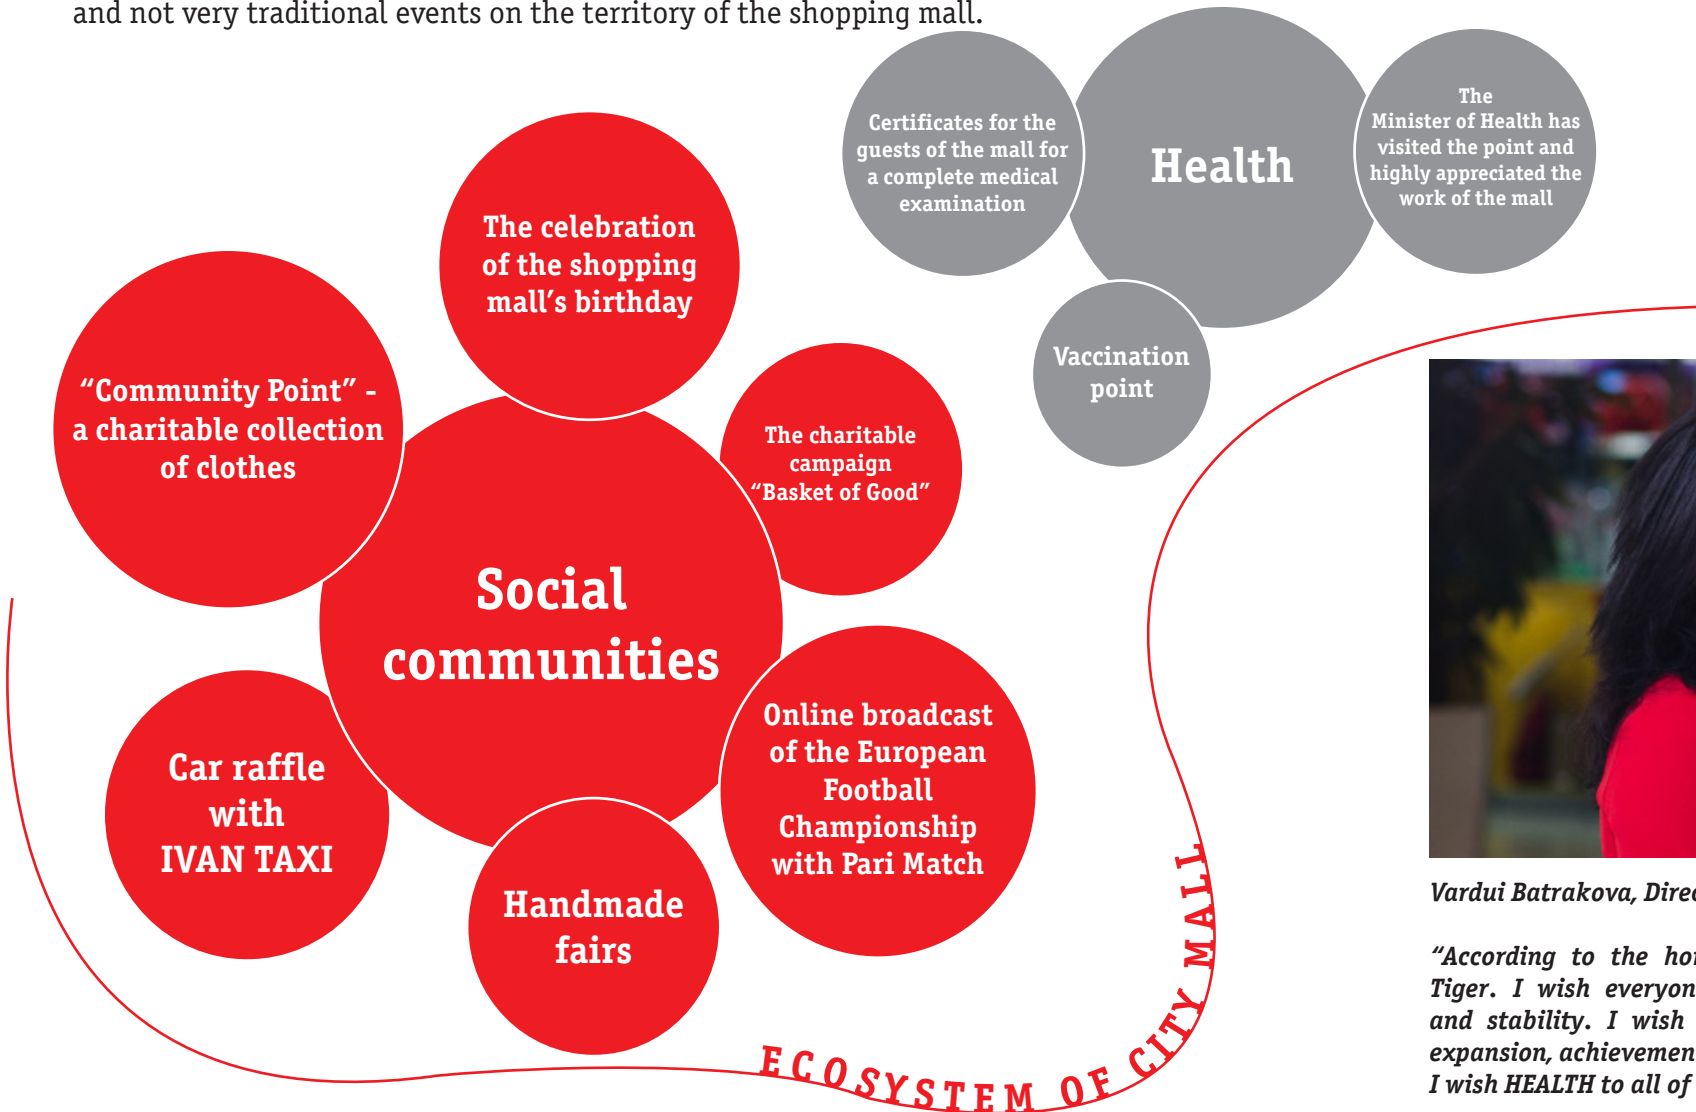 and not very traditional events on the territory of the shopping mall.
Certificates for the
guests of the mall for
a complete medical
examination
Health
The
Minister of Health has
visited the point and
highly appreciated the
work of the mall
Vaccination
point
The celebration
of the shopping
mall's birthday
“Community Point” -
a charitable collection
of clothes
The charitable
campaign
“Basket of Good”
Social
communities
Car raffle
with
IVAN TAXI
Handmade
fairs
Online broadcast
of the European
Football
Championship
with Pari Match
ECOSYSTEM OF CITY MALL
Vardui Batrakova,
“According to the
Tiger. I wish
and stability. I wish
expansion,
I wish HEALTH to all of